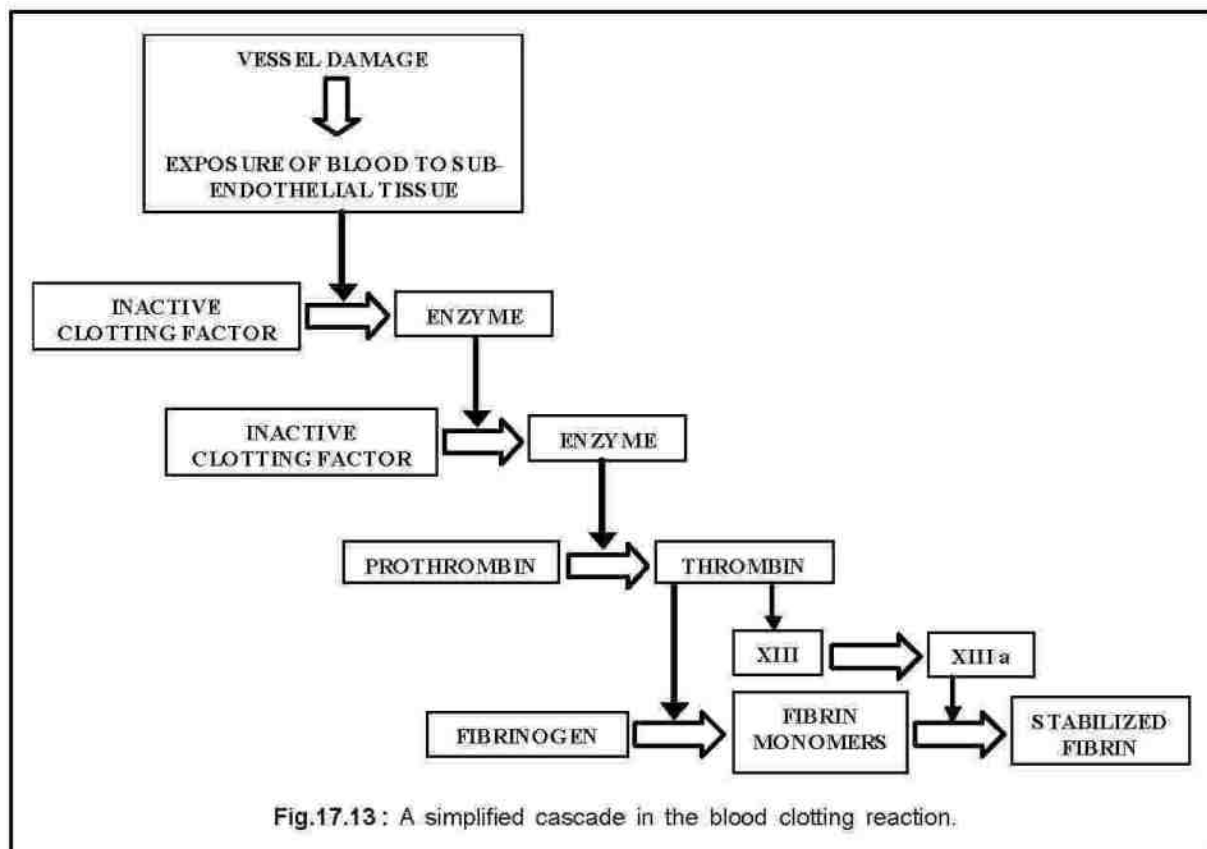 VESSEL DAMAGE
EXPOSURE OF BLOOD TO SUB-
ENDOTHELIAL TISSUE
INACTIVE
CLOTTING FACTOR
ENZYME
INACTIVE
CLOTTING FACTOR
ENZYME
PROTHROMBIN
THROMBIN
XIII
XIII a
FIBRINOGEN
FIBRIN
MONOMERS
STABILIZED
FIBRIN
Fig.17.13 : A simplified cascade in the blood clotting reaction.